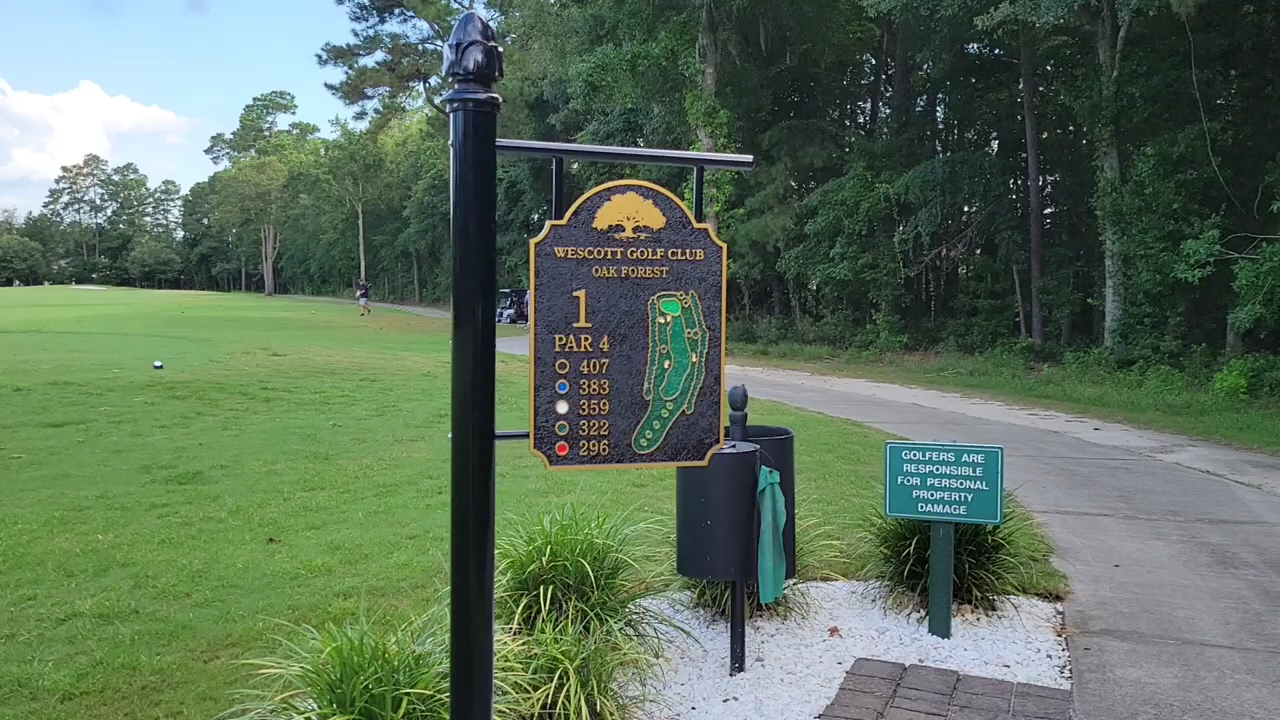 WESCOTT GOLF CLUB
OAK FOREST
1
PAR 4
407
383
359
322
296
GOLFERS ARE
RESPONSIBLE
FOR PERSONAL
PROPERTY
DAMAGE